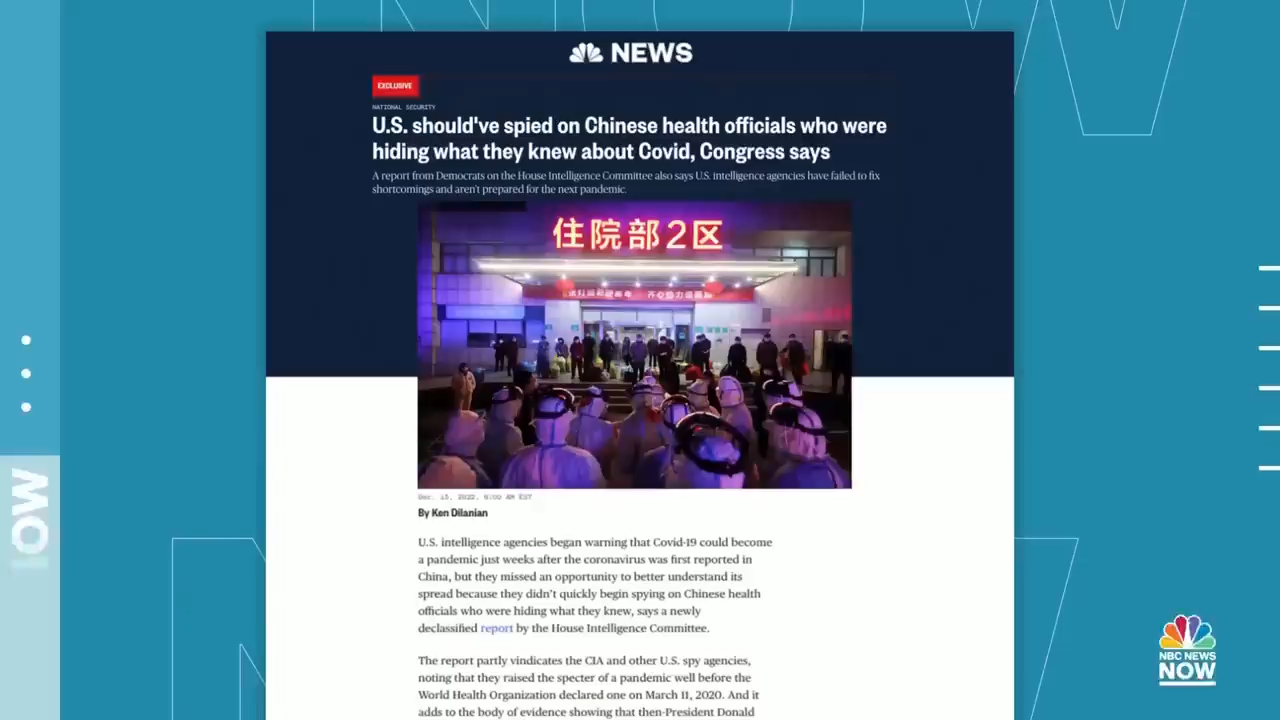 NEWS
EXCLUSIVE
NATIONAL SECURITY
U.S. should've spied on Chinese health officials who were
hiding what they knew about Covid, Congress says
A report from Democrats on the House Intelligence Committee also says U.S. intelligence agencies have failed to fix
shortcomings and aren't prepared for the next pandemic.
住院部2区
齐心协力
Dec. 15, 2022, 6:00 AM EST
By Ken Dilanian
U.S. intelligence agencies began warning that Covid-19 could become
a pandemic just weeks after the coronavirus was first reported in
China, but they missed an opportunity to better understand its
spread because they didn't quickly begin spying on Chinese health
officials who were hiding what they knew, says a newly
declassified report by the House Intelligence Committee.
The report partly vindicates the CIA and other U.S. spy agencies,
noting that they raised the specter of a pandemic well before the
World Health Organization declared one on March 11, 2020. And it
adds to the body of evidence showing that then-President Donald
NOW
NBC NEWS
NOW